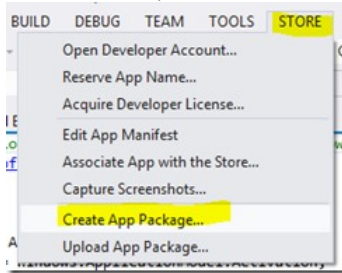 BUILD DEBUG TEAM TOOLS STORE
Open Developer Account...
Reserve App Name...
Acquire Developer License...
Edit App Manifest
Associate App with the Store...
Capture Screenshots...
Create App Package...
Upload App Package...